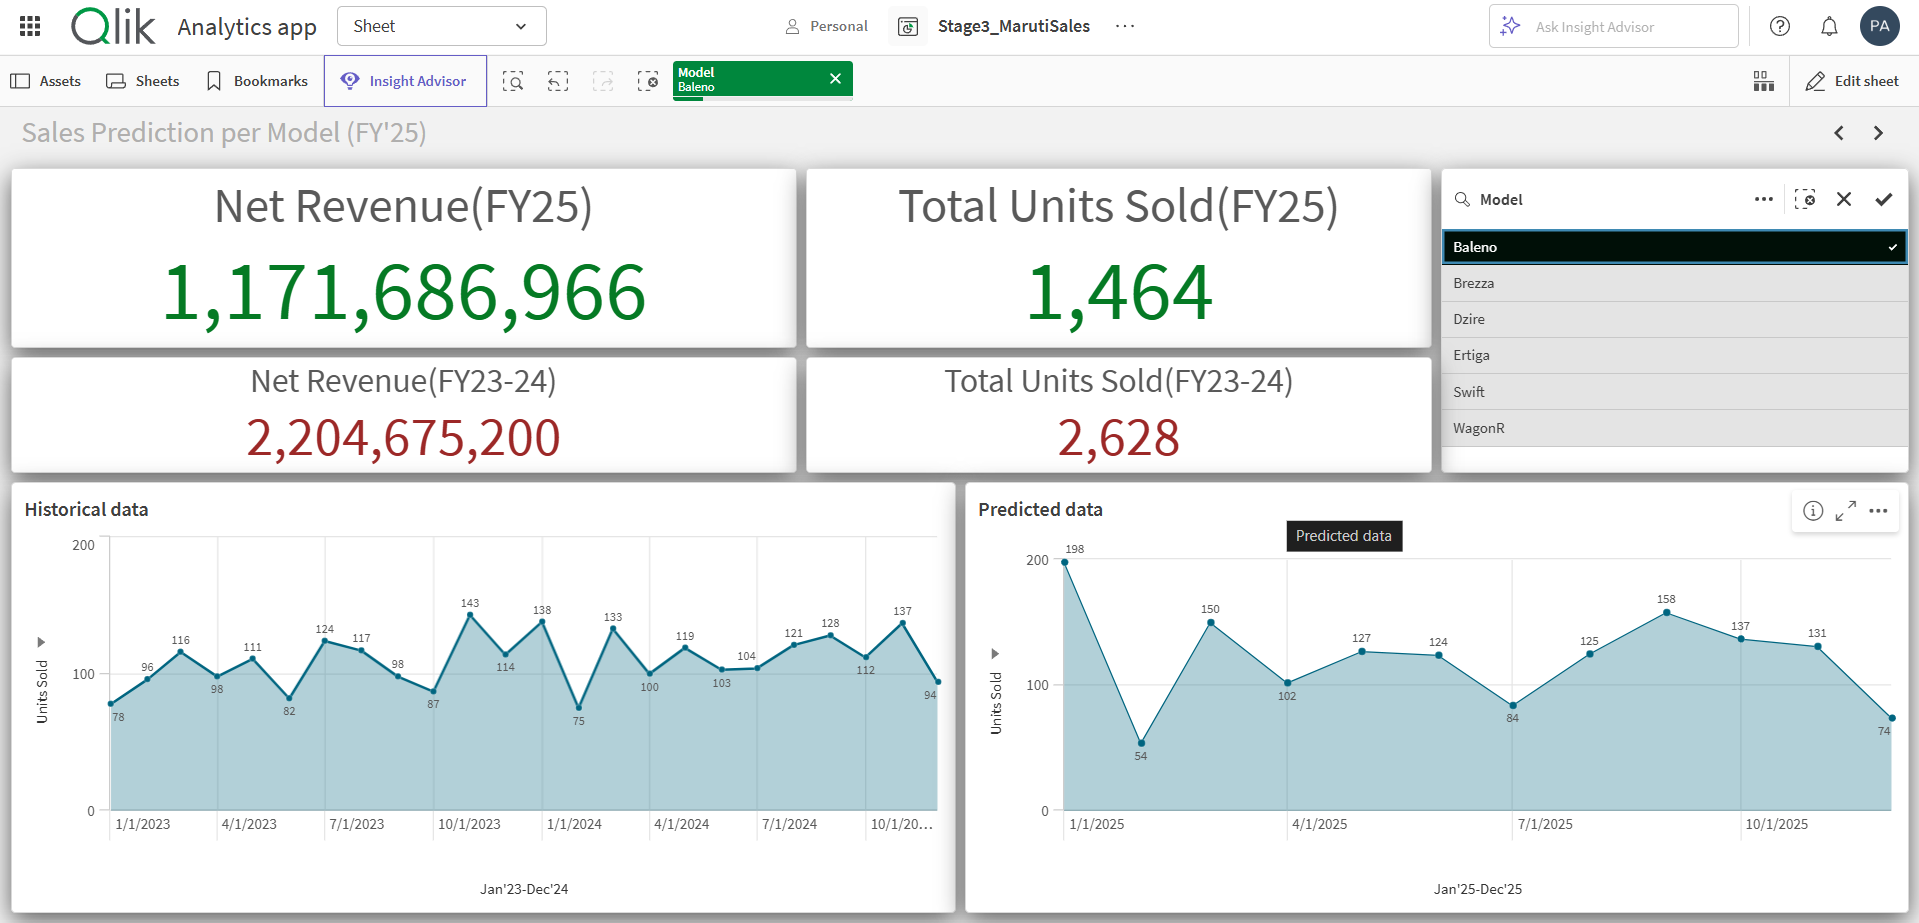 Qlik
Analytics app
Sheet
Personal
Stage3_MarutiSales
...
Ask Insight Advisor
PA
Assets
Sheets
Bookmarks
Insight Advisor
Model
Baleno
Edit sheet
Sales Prediction per Model (FY'25)
Net Revenue(FY25)
1,171,686,966
Total Units Sold(FY25)
1,464
Net Revenue(FY23-24)
2,204,675,200
Total Units Sold(FY23-24)
2,628
Model
Baleno
Brezza
Dzire
Ertiga
Swift
WagonR
Historical data
Units Sold
200
100
0
78
96
116
98
111
82
124
117
98
87
143
114
138
75
133
100
119
103
104
121
128
112
137
94
1/1/2023
4/1/2023
7/1/2023
10/1/2023
1/1/2024
4/1/2024
7/1/2024
10/1/20...
Jan'23-Dec'24
Predicted data
Predicted data
Units Sold
200
100
0
198
54
150
102
127
124
84
125
158
137
131
74
1/1/2025
4/1/2025
7/1/2025
10/1/2025
Jan'25-Dec'25